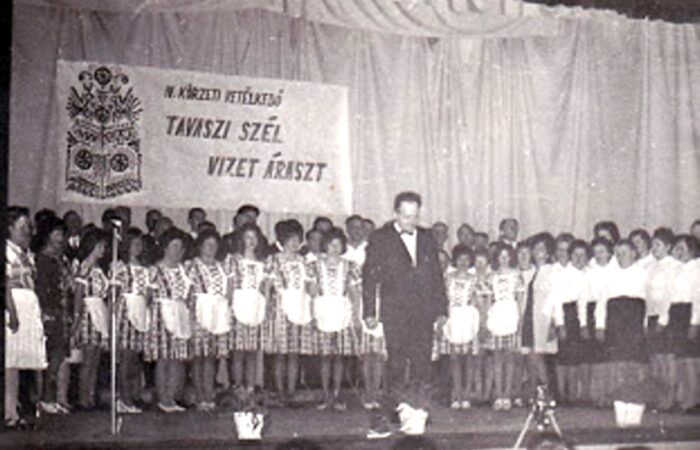 IV. KÖRZETI VETÉLKEDŐ
TAVASZI SZÉL
VIZET ÁRASZT